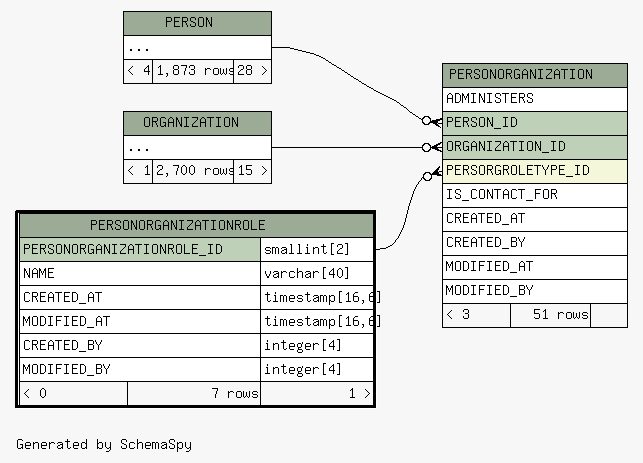 PERSON
...
< 4 1,873 rows 28 >
ORGANIZATION
...
< 1 2,700 rows 15 >
PERSONORGANIZATION
ADMINISTERS
PERSON_ID
ORGANIZATION_ID
PERSORGROLETYPE_ID
IS_CONTACT_FOR
CREATED_AT
CREATED_BY
MODIFIED_AT
MODIFIED_BY
< 3 51 rows
PERSONORGANIZATIONROLE
PERSONORGANIZATIONROLE_ID smallint[2]
NAME varchar[40]
CREATED_AT timestamp[16,6]
MODIFIED_AT timestamp[16,6]
CREATED_BY integer[4]
MODIFIED_BY integer[4]
< 0 7 rows 1 >
Generated by SchemaSpy